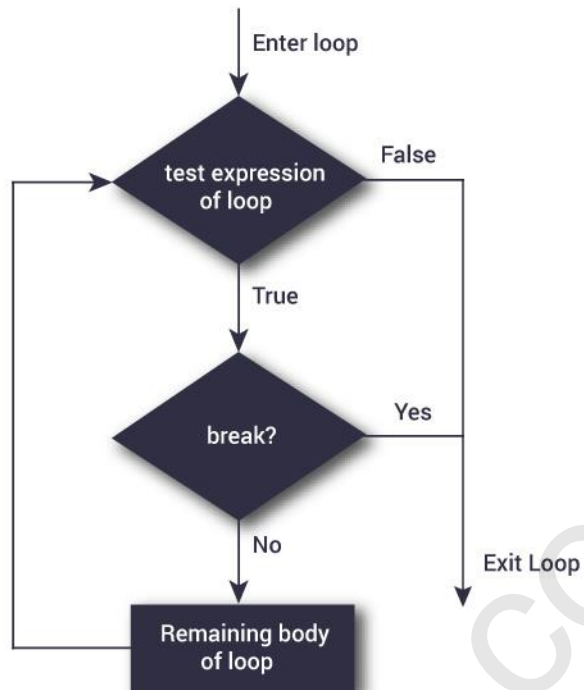 Enter loop
test expression
of loop
False
True
break?
Yes
No
Exit Loop
Remaining body
of loop